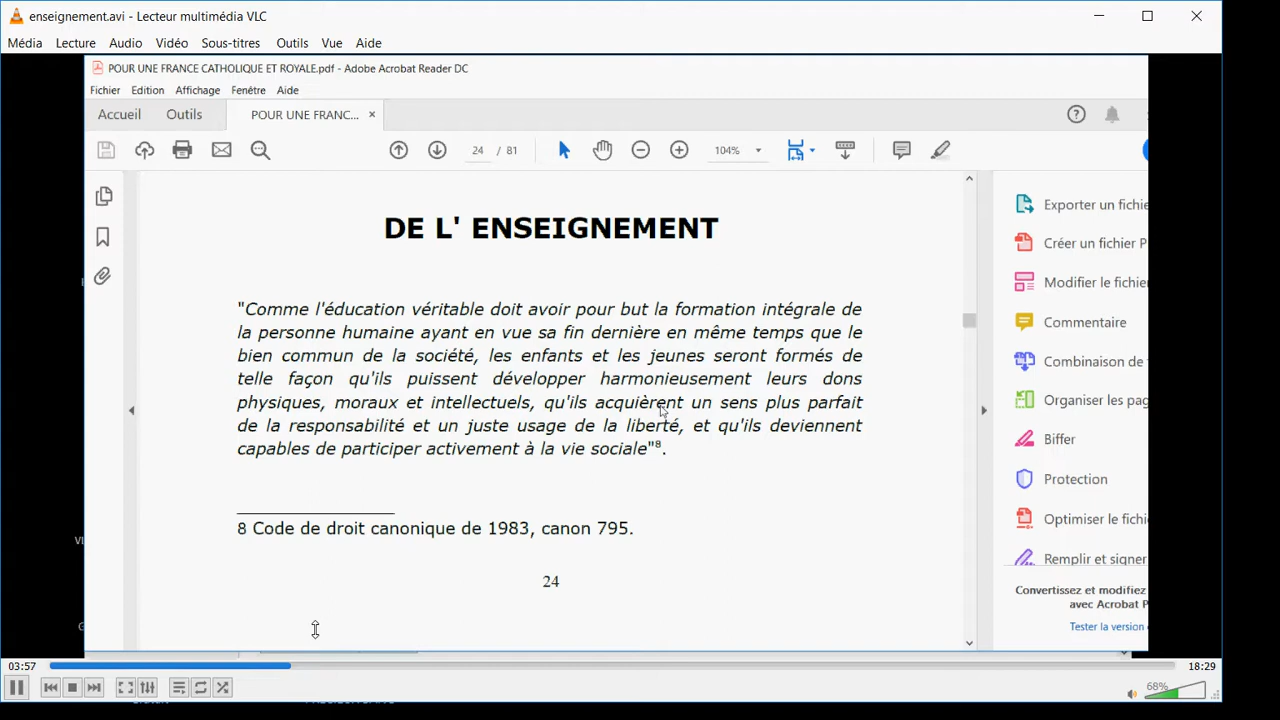 enseignement.avi - Lecteur multimédia VLC
Média Lecture Audio Vidéo Sous-titres Outils Vue Aide
POUR UNE FRANCE CATHOLIQUE ET ROYALE.pdf - Adobe Acrobat Reader DC
Fichier Edition Affichage Fenêtre Aide
Accueil Outils POUR UNE FRANC... ×
24 / 81 104%
DE L' ENSEIGNEMENT
"Comme l'éducation véritable doit avoir pour but la formation intégrale de
la personne humaine ayant en vue sa fin dernière en même temps que le
bien commun de la société, les enfants et les jeunes seront formés de
telle façon qu'ils puissent développer harmonieusement leurs dons
physiques, moraux et intellectuels, qu'ils acquièrent un sens plus parfait
de la responsabilité et un juste usage de la liberté, et qu'ils deviennent
capables de participer activement à la vie sociale"8.
8 Code de droit canonique de 1983, canon 795.
24
Exporter un fichie
Créer un fichier P
Modifier le fichier
Commentaire
Combinaison de
Organiser les pag
Biffer
Protection
Optimiser le fichi
Remplir et signer
Convertissez et modifiez
avec Acrobat P
Tester la version
03:57 18:29
68%